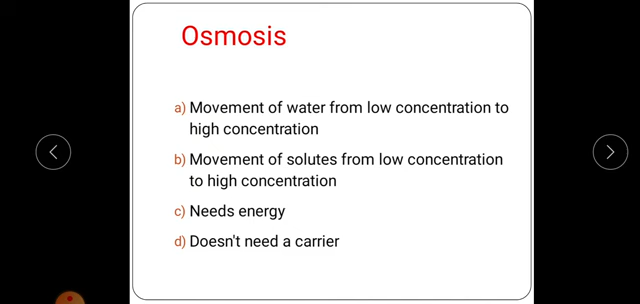 Osmosis
a) Movement of water from low concentration to
high concentration
b) Movement of solutes from low concentration
to high concentration
c) Needs energy
d) Doesn't need a carrier